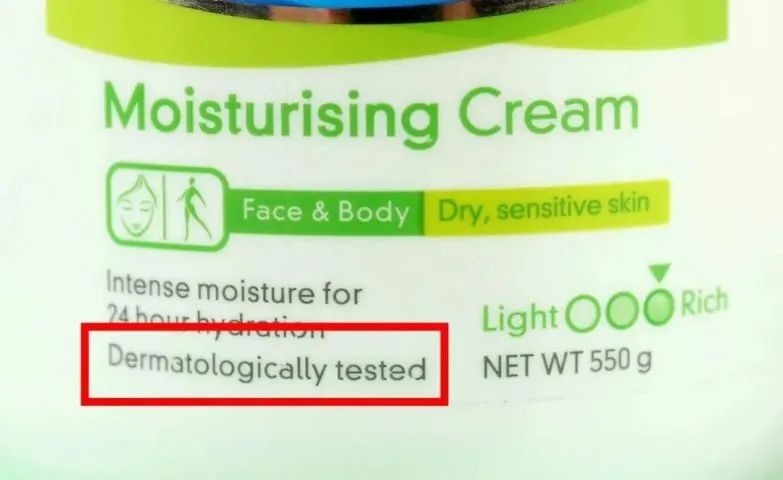 Moisturising Cream
Face & Body Dry, sensitive skin
Intense moisture for
24 hour hydration
Dermatologically tested
Light Rich
NET WT 550 g